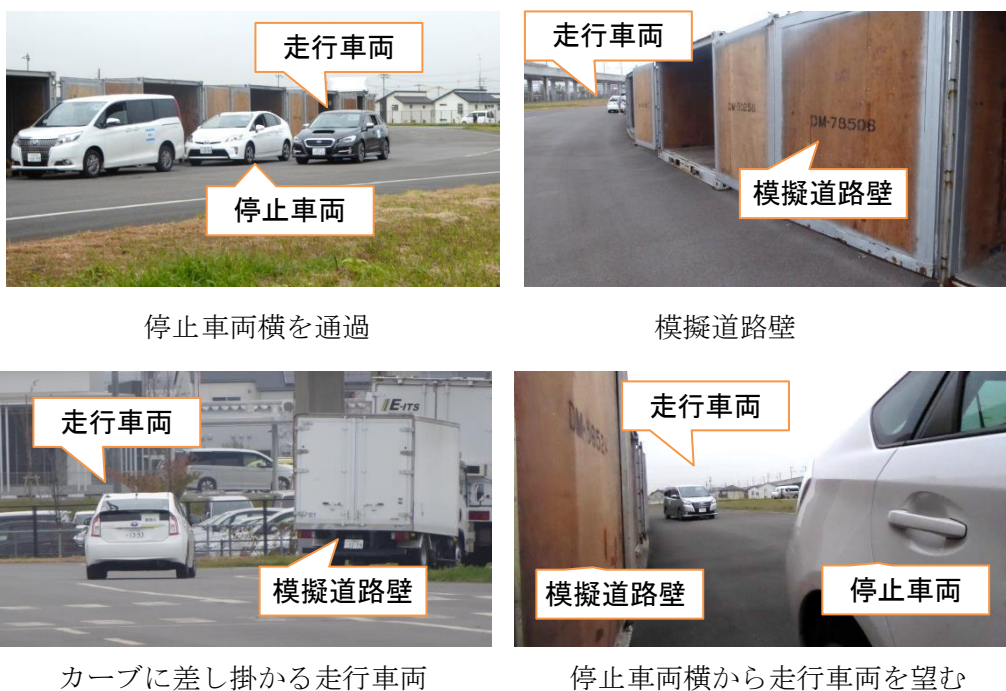 走行車両
停止車両
停止車両横を通過
走行車両
DM-78506
模擬道路壁
模擬道路壁
走行車両
E-ITS
模擬道路壁
カーブに差し掛かる走行車両
走行車両
模擬道路壁
停止車両
停止車両横から走行車両を望む